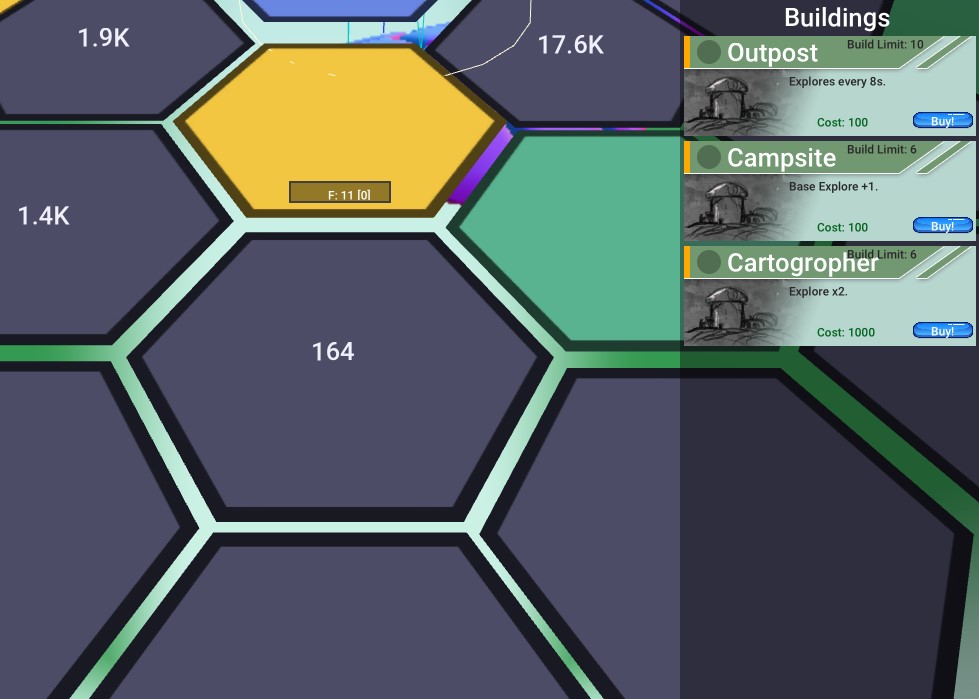 1.9K
17.6K
F: 11 [0]
1.4K
164
Buildings
Outpost
Build Limit: 10
Explores every 8s.
Cost: 100
Buy!
Campsite
Build Limit: 6
Base Explore +1.
Cost: 100
Buy!
Cartogropher
Build Limit: 6
Explore x2.
Cost: 1000
Buy!